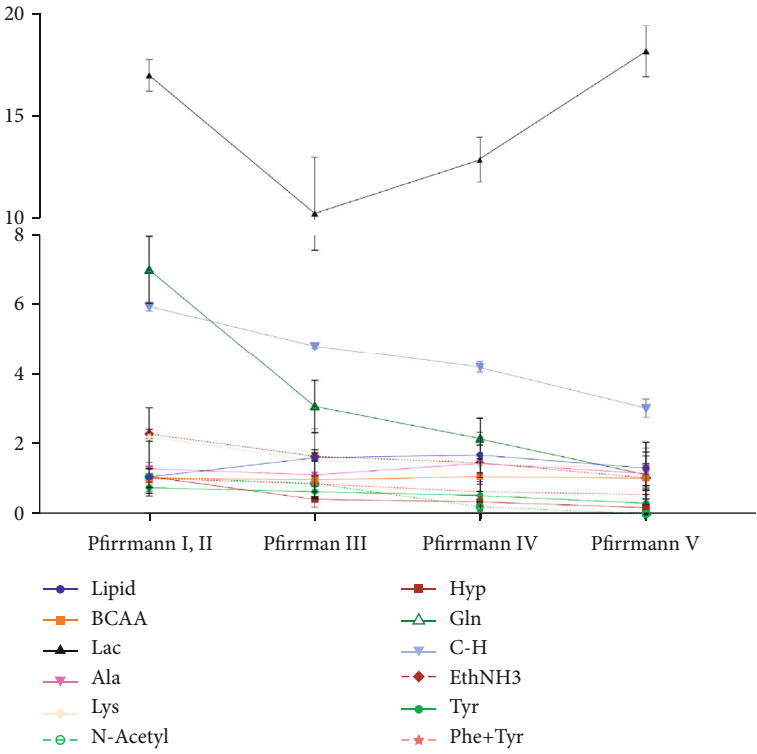 20
15
10
8
6
4
2
0
Pfirrmann I, II Pfirrman III Pfirrmann IV Pfirrmann V
Lipid Hyp
BCAA Gln
Lac C-H
Ala EthNH3
Lys Tyr
N-Acetyl Phe+Tyr